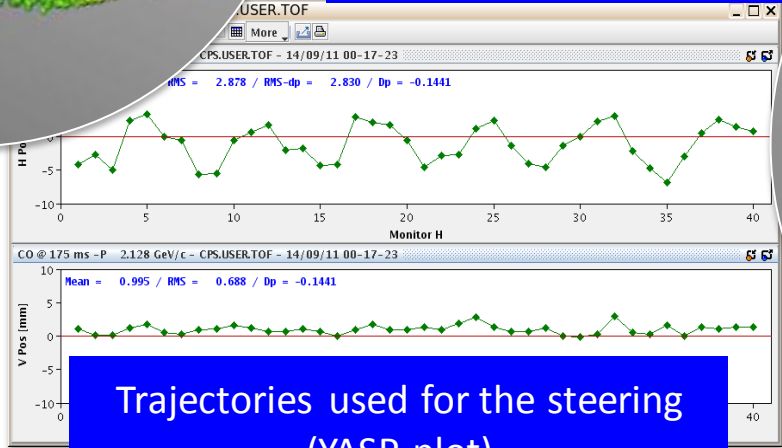 .USER.TOF
More
CPS.USER.TOF - 14/09/11 00-17-23
RMS = 2.878 / RMS-dp = 2.830 / Dp = -0.1441
H
-5
-10
0 5 10 15 20 25 30 35 40
Monitor H
CO @ 175 ms -P 2.128 GeV/c - CPS.USER.TOF - 14/09/11 00-17-23
10
Mean = 0.995 / RMS = 0.688 / Dp = -0.1441
5
V Pos [mm]
0
-5
-10
0 40
Trajectories used for the steering
(YASP plot)